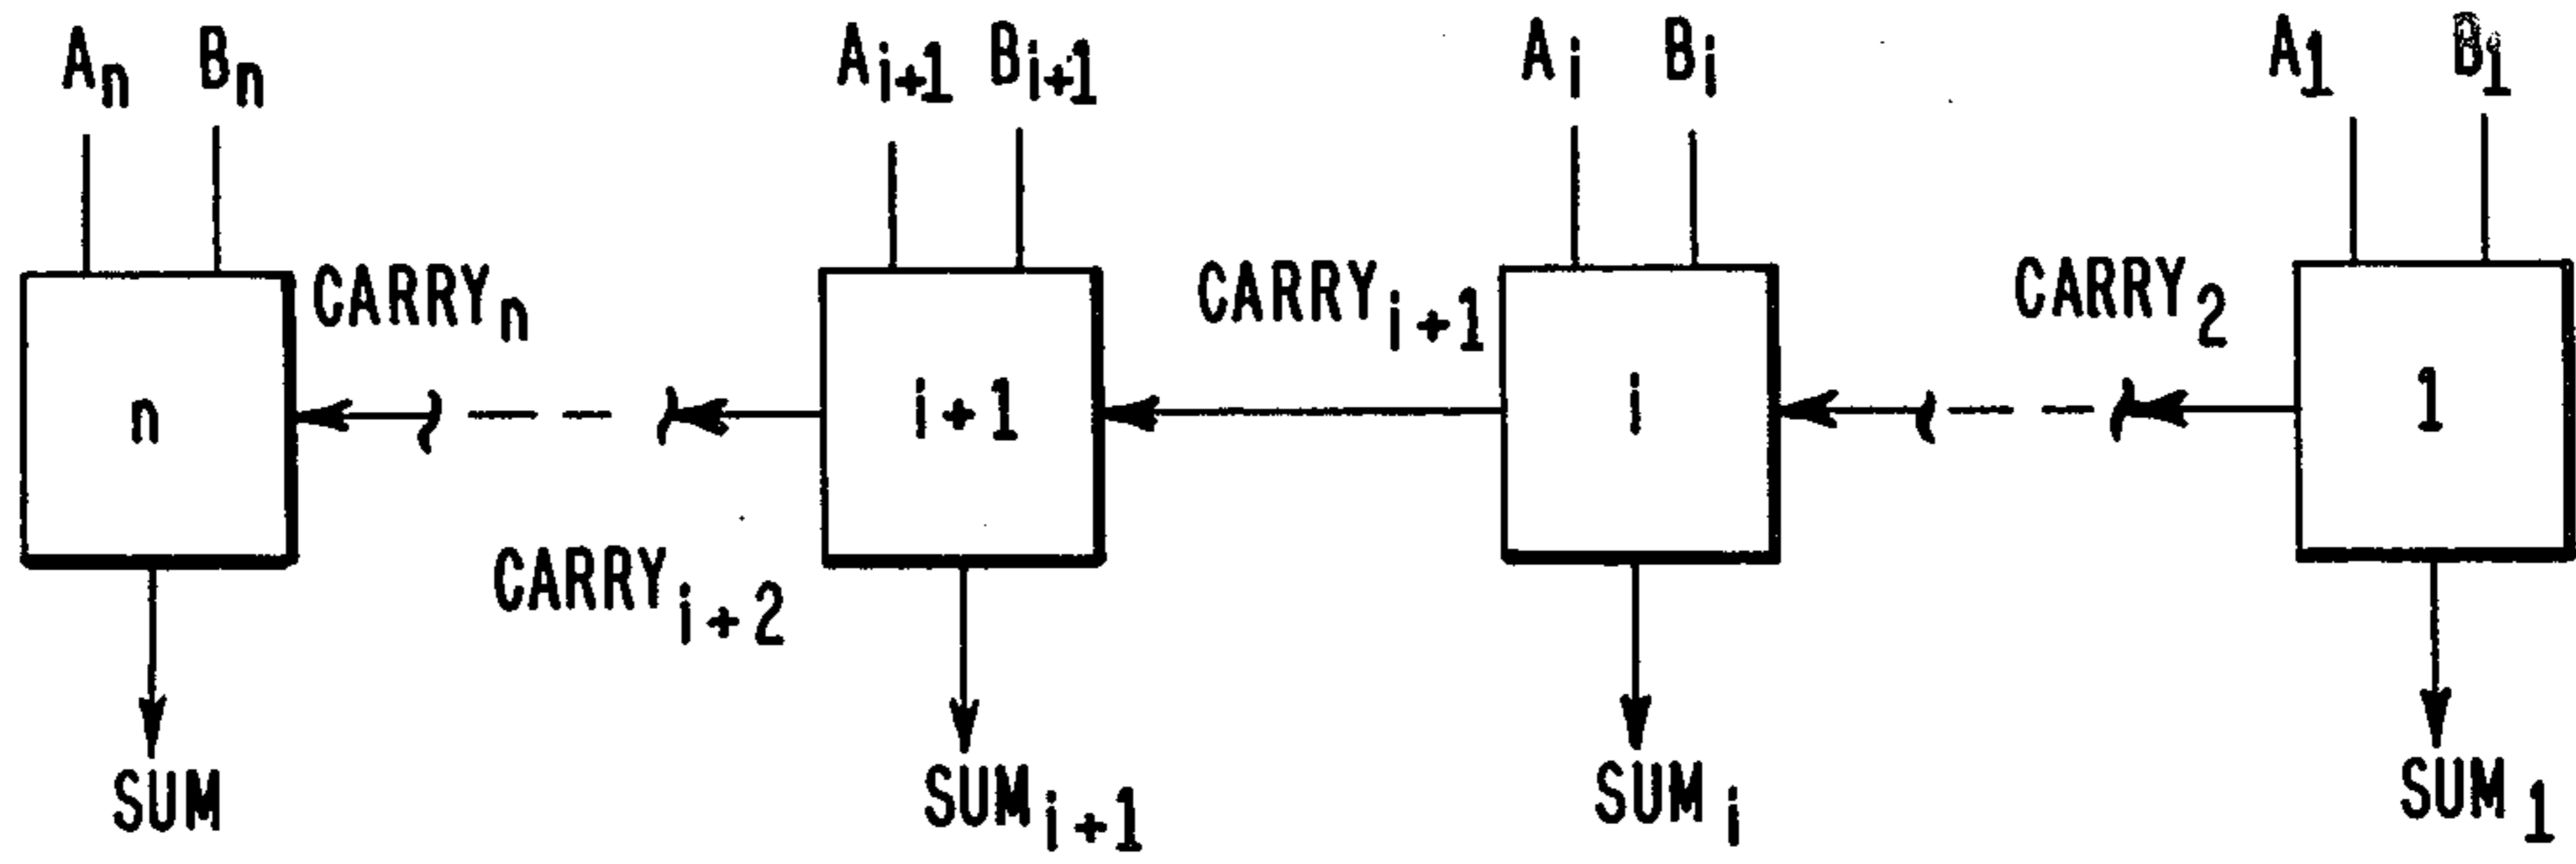 Aₙ Bₙ Aᵢ₊₁ Bᵢ₊₁ Aᵢ Bᵢ A₁ B₁
CARRYₙ CARRYᵢ₊₁ CARRY₂
n i+1 i 1
CARRYᵢ₊₂
SUM SUMᵢ₊₁ SUMᵢ SUM₁